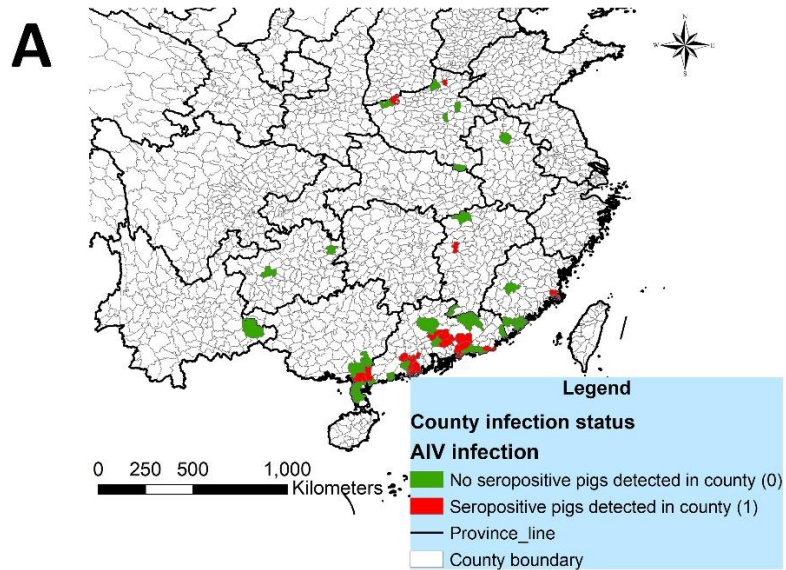 A
N
W
S
Legend
County infection status
AIV infection
No seropositive pigs detected in county (0)
Seropositive pigs detected in county (1)
Province_line
County boundary
0 250 500 1,000
Kilometers